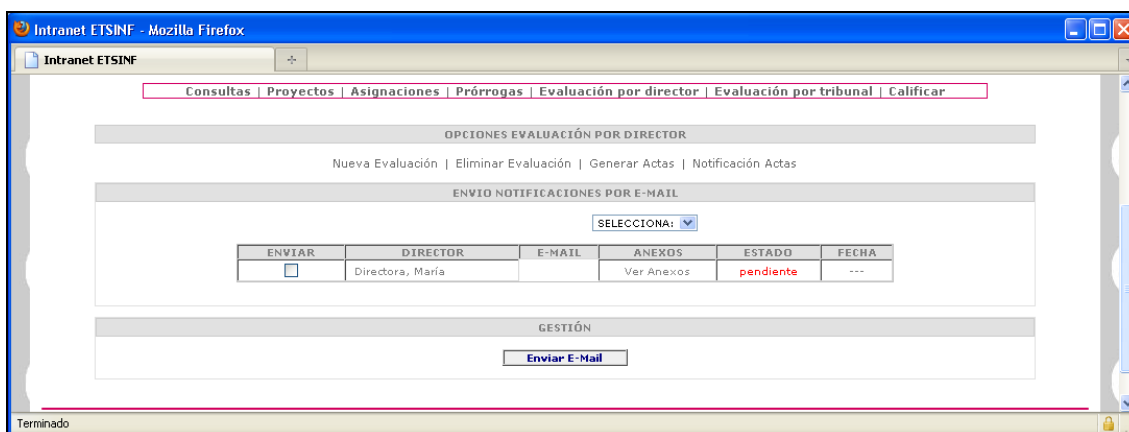 Intranet ETSINF - Mozilla Firefox
Intranet ETSINF
Consultas | Proyectos | Asignaciones | Prórrogas | Evaluación por director | Evaluación por tribunal | Calificar
OPCIONES EVALUACIÓN POR DIRECTOR
Nueva Evaluación | Eliminar Evaluación | Generar Actas | Notificación Actas
ENVIO NOTIFICACIONES POR E-MAIL
SELECCIONA:
ENVIAR DIRECTOR E-MAIL ANEXOS ESTADO FECHA
Directora, María Ver Anexos pendiente ---
GESTIÓN
Enviar E-Mail
Terminado